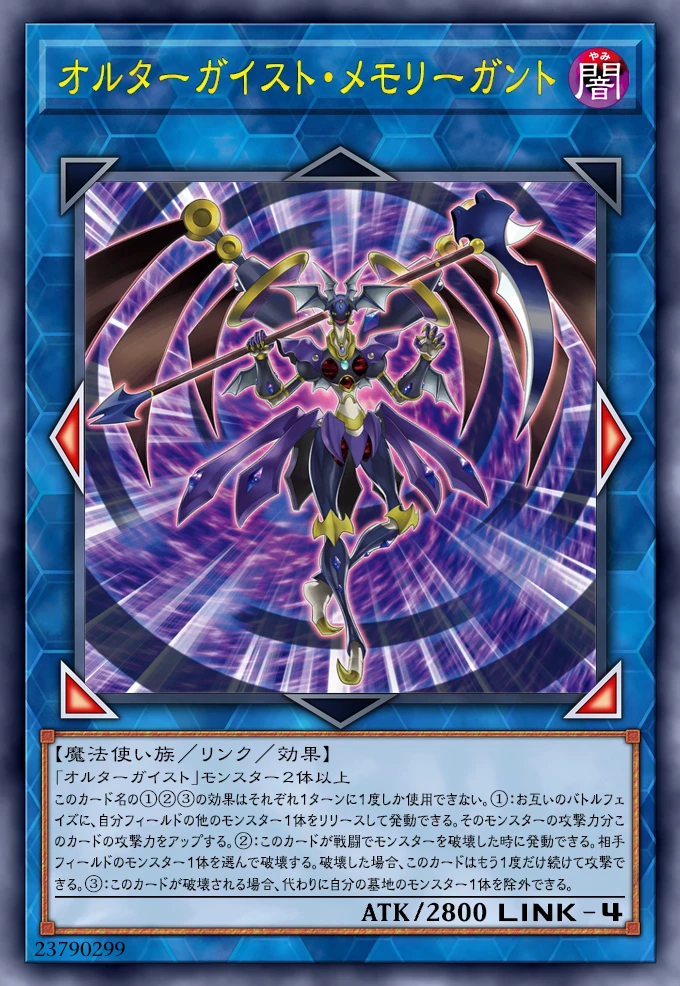 オルターガイスト・メモリーガント
やみ
闇
【魔法使い族／リンク／効果】
「オルターガイスト」モンスター2体以上
このカード名の①②③の効果はそれぞれ1ターンに1度しか使用できない。①：お互いのバトルフェ
イズに、自分フィールドの他のモンスター1体をリリースして発動できる。そのモンスターの攻撃力分こ
のカードの攻撃力をアップする。②：このカードが戦闘でモンスターを破壊した時に発動できる。相手
フィールドのモンスター1体を選んで破壊する。破壊した場合、このカードはもう1度だけ続けて攻撃で
きる。③：このカードが破壊される場合、代わりに自分の墓地のモンスター1体を除外できる。
ATK/2800 LINK-4
23790299